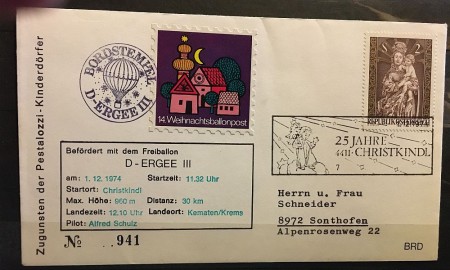 Zugunsten der Pestalozzi-Kinderdörfer
BORDSTEMPEL
D-ERGEE III
14.Weihnachtsballonpost
S 2
REPUBLIK
25 JAHRE
CHRISTKINDL
Befördert mit dem Freiballon
D - ERGEE III
am: 1. 12. 1974 Startzeit: 11.32 Uhr
Startort: Christkindl
Max. Höhe: 960 m Distanz: 30 km
Landezeit: 12.10 Uhr Landeort: Kematen/Krems
Pilot: Alfred Schulz
№ ..941
Herrn u. Frau
Schneider
8972 Sonthofen
Alpenrosenweg 22
BRD